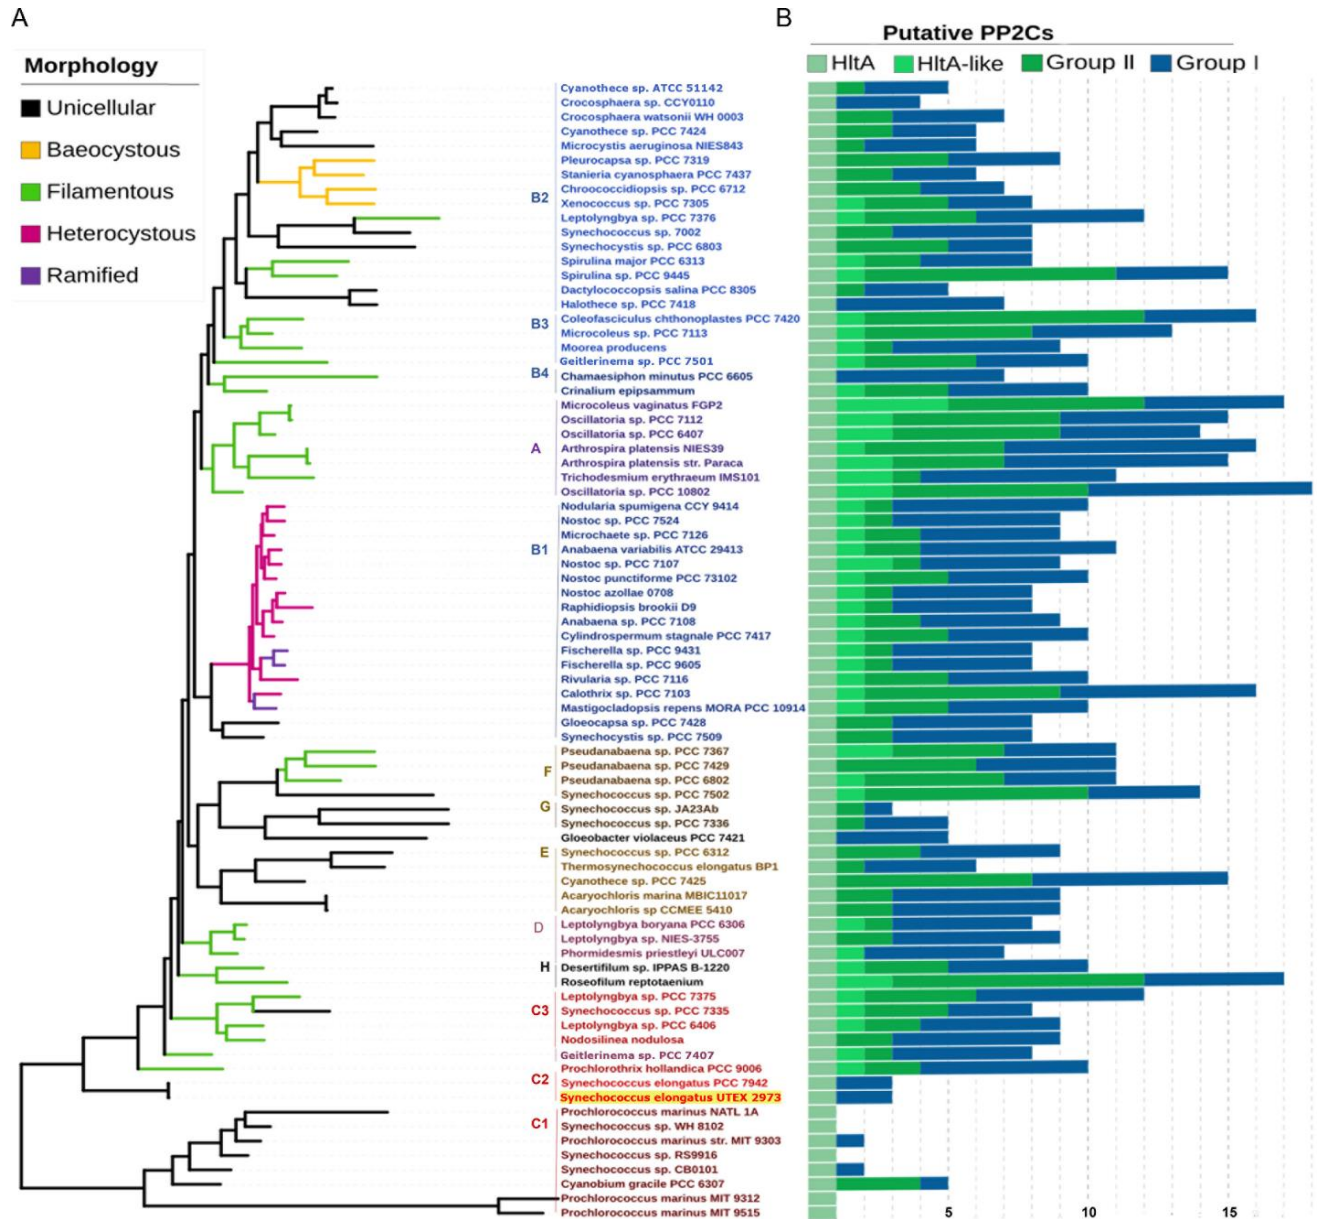 A
B
Putative PP2Cs
HltA
HltA-like
Group II
Group I
Morphology
Unicellular
Baeocystous
Filamentous
Heterocystous
Ramified
Cyanothece sp. ATCC 51142
Crocosphaera sp. CCY0110
Crocosphaera watsonii WH 0003
Cyanothece sp. PCC 7424
Microcystis aeruginosa NIES843
Pleurocapsa sp. PCC 7319
Stanieria cyanosphaera PCC 7437
Chroococcidiopsis sp. PCC 6712
B2
Xenococcus sp. PCC 7305
Leptolyngbya sp. PCC 7376
Synechococcus sp. 7002
Synechocystis sp. PCC 6803
Spirulina major PCC 6313
Spirulina sp. PCC 9445
Dactylococcopsis salina PCC 8305
Halothece sp. PCC 7418
Coleofasciculus chthonoplastes PCC 7420
B3
Microcoleus sp. PCC 7113
Moorea producens
Geitlerinema sp. PCC 7501
B4
Chamaesiphon minutus PCC 6605
Crinalium epipsammum
Microcoleus vaginatus FGP2
Oscillatoria sp. PCC 7112
Oscillatoria sp. PCC 6407
A
Arthrospira platensis NIES39
Arthrospira platensis str. Paraca
Trichodesmium erythraeum IMS101
Oscillatoria sp. PCC 10802
Nodularia spumigena CCY 9414
Nostoc sp. PCC 7524
Microchaete sp. PCC 7126
B1
Anabaena variabilis ATCC 29413
Nostoc sp. PCC 7107
Nostoc punctiforme PCC 73102
Nostoc azollae 0708
Raphidiopsis brookii D9
Anabaena sp. PCC 7108
Cylindrospermum stagnale PCC 7417
Fischerella sp. PCC 9431
Fischerella sp. PCC 9605
Rivularia sp. PCC 7116
Calothrix sp. PCC 7103
Mastigocladopsis repens MORA PCC 10914
Gloeocapsa sp. PCC 7428
Synechocystis sp. PCC 7509
Pseudanabaena sp. PCC 7367
F
Pseudanabaena sp. PCC 7429
Pseudanabaena sp. PCC 6802
Synechococcus sp. PCC 7502
G
Synechococcus sp. JA23Ab
Synechococcus sp. PCC 7336
Gloeobacter violaceus PCC 7421
E
Synechococcus sp. PCC 6312
Thermosynechococcus elongatus BP1
Cyanothece sp. PCC 7425
Acaryochloris marina MBIC11017
Acaryochloris sp CCMEE 5410
D
Leptolyngbya boryana PCC 6306
Leptolyngbya sp. NIES-3755
Phormidesmis priestleyi ULC007
H
Desertifilum sp. IPPAS B-1220
Roseofilum reptotaenium
Leptolyngbya sp. PCC 7375
C3
Synechococcus sp. PCC 7335
Leptolyngbya sp. PCC 6406
Nodosilinea nodulosa
Geitlerinema sp. PCC 7407
Prochlorothrix hollandica PCC 9006
C2
Synechococcus elongatus PCC 7942
Synechococcus elongatus UTEX 2973
Prochlorococcus marinus NATL 1A
C1
Synechococcus sp. WH 8102
Prochlorococcus marinus str. MIT 9303
Synechococcus sp. RS9916
Synechococcus sp. CB0101
Cyanobium gracile PCC 6307
Prochlorococcus marinus MIT 9312
Prochlorococcus marinus MIT 9515
5
10
15